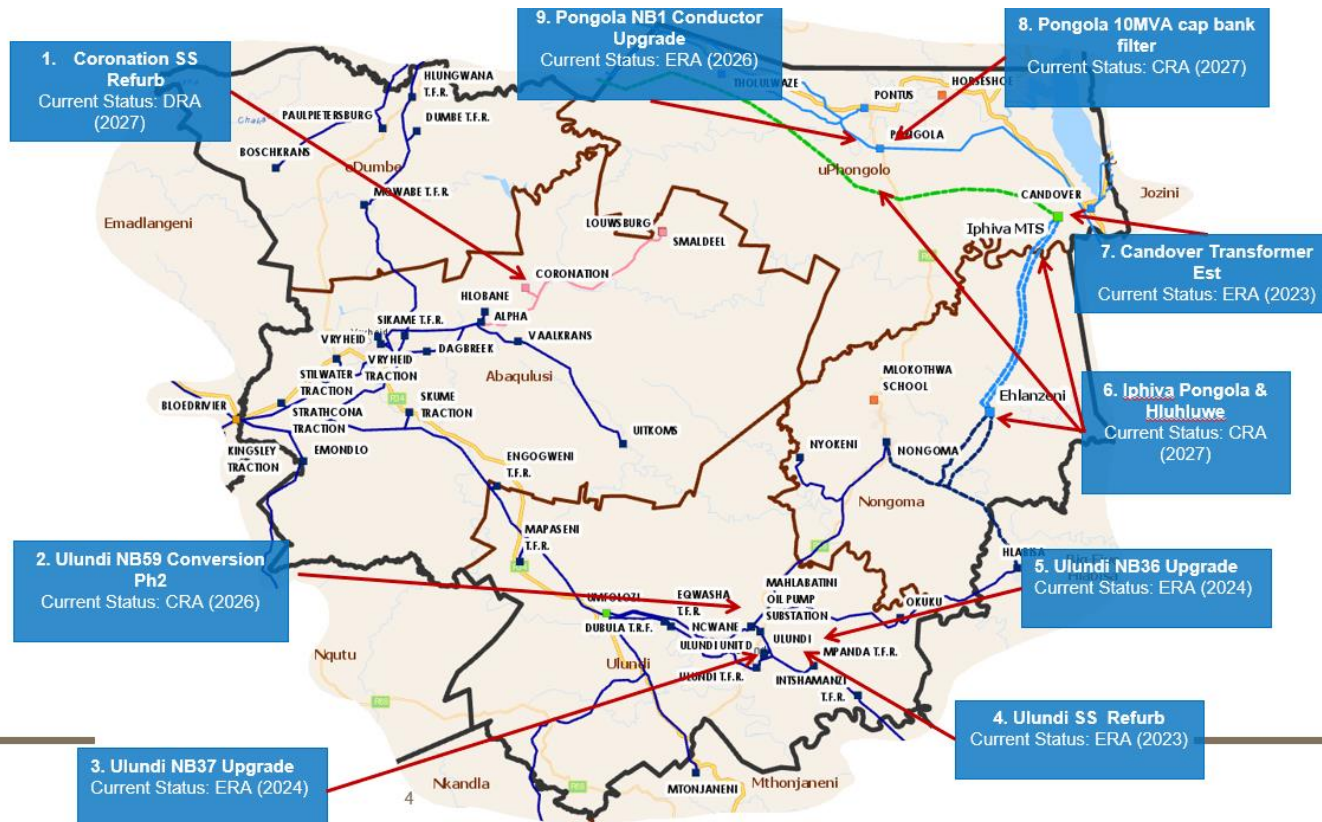 9. Pongola NB1 Conductor
Upgrade
Current Status: ERA (2026)
8. Pongola 10MVA cap bank
filter
Current Status: CRA (2027)
1. Coronation SS
Refurb
Current Status: DRA
(2027)
HLUNGWANA
T.F.R.
PAULPIETERSBURG
DUMBE T.F.R.
BOSCHKRANS
eDumbe
MOWABE T.F.R.
Emadlangeni
THOLULWAZE
HORSESHOE
PONTUS
PONGOLA
uPhongolo
CANDOVER
Jozini
Iphiva MTS
LOUWSBURG
SMALDEEL
CORONATION
7. Candover Transformer
Est
Current Status: ERA (2023)
HLOBANE
ALPHA
SIKAME T.F.R.
VAALKRANS
VRYHEID
DAGBREEK
VRYHEID
TRACTION
STILWATER
TRACTION
Abaqulusi
BLOEDRIVIER
STRATHCONA
TRACTION
R34
SKUME
TRACTION
MLOKOTHWA
SCHOOL
Ehlanzeni
6. Iphiva Pongola &
Hluhluwe
Current Status: CRA
(2027)
KINGSLEY
TRACTION
EMONDLO
UITKOMS
ENGOGWENI
T.F.R.
NYOKENI
NONGOMA
Nongoma
MAPASENI
T.F.R.
2. Ulundi NB59 Conversion
Ph2
Current Status: CRA (2026)
HLABISA
MAHLABATINI
OIL PUMP
SUBSTATION
5. Ulundi NB36 Upgrade
Current Status: ERA (2024)
UMFOLOZI
EQWASHA
T.F.R.
OKUKU
DUBULA T.R.F.
NCWANE
ULUNDI
ULUNDI UNIT D
MPANDA T.F.R.
Nqutu
Ulundi
ULUNDI T.F.R.
INTSHAMANZI
T.F.R.
4. Ulundi SS Refurb
Current Status: ERA (2023)
3. Ulundi NB37 Upgrade
Current Status: ERA (2024)
Nkandla
MTONJANENI
Mthonjaneni
4